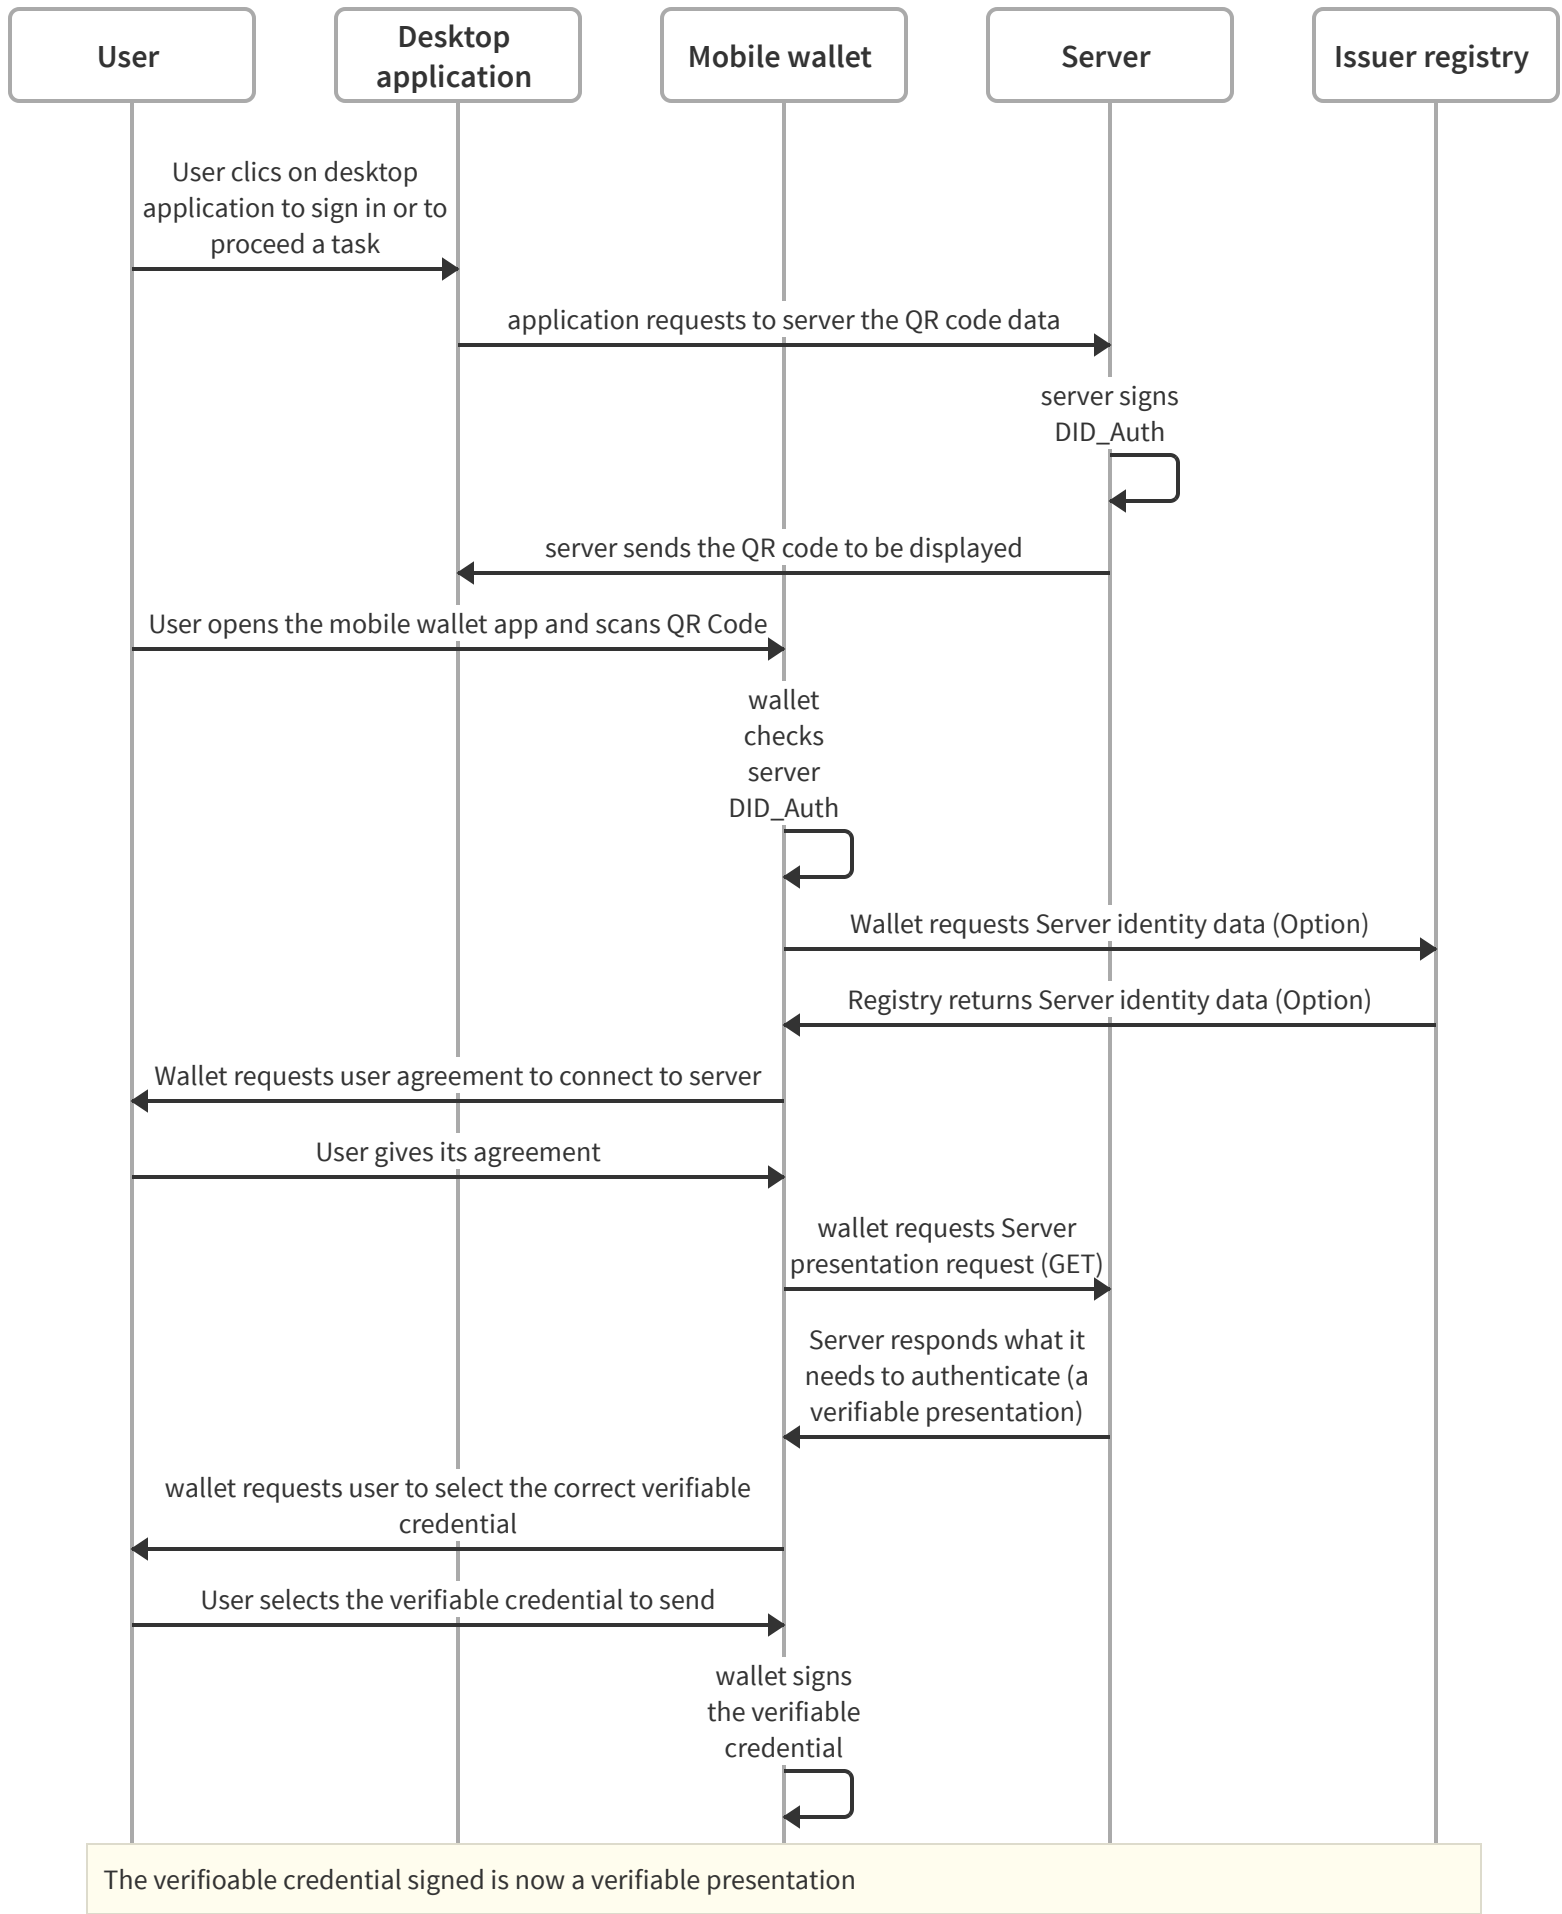 User
Desktop
application
Mobile wallet
Server
Issuer registry
User clics on desktop
application to sign in or to
proceed a task
application requests to server the QR code data
server signs
DID_Auth
server sends the QR code to be displayed
User opens the mobile wallet app and scans QR Code
wallet
checks
server
DID_Auth
Wallet requests Server identity data (Option)
Registry returns Server identity data (Option)
Wallet requests user agreement to connect to server
User gives its agreement
wallet requests Server
presentation request (GET)
Server responds what it
needs to authenticate (a
verifiable presentation)
wallet requests user to select the correct verifiable
credential
User selects the verifiable credential to send
wallet signs
the verifiable
credential
The verifioable credential signed is now a verifiable presentation